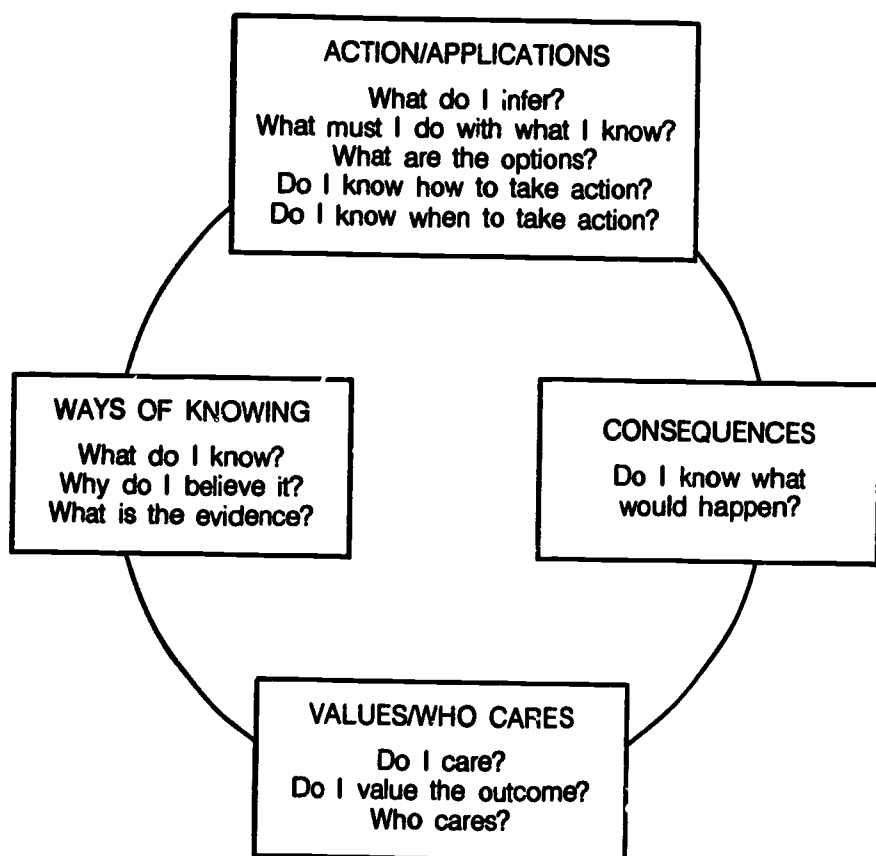 ACTION/APPLICATIONS
What do I infer?
What must I do with what I know?
What are the options?
Do I know how to take action?
Do I know when to take action?
WAYS OF KNOWING
What do I know?
Why do I believe it?
What is the evidence?
CONSEQUENCES
Do I know what
would happen?
VALUES/WHO CARES
Do I care?
Do I value the outcome?
Who cares?